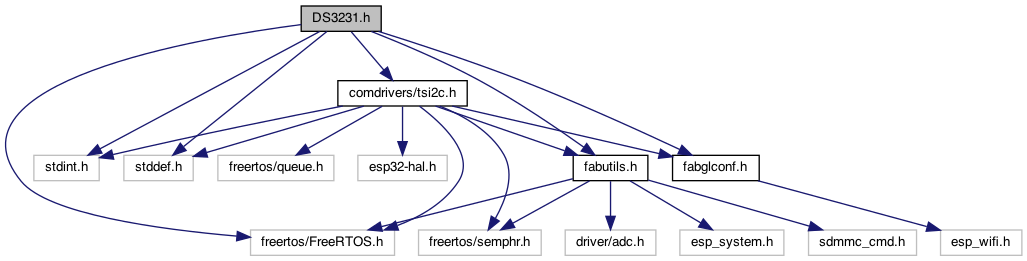 DS3231.h
comdrivers/tsi2c.h
stdint.h
stddef.h
freertos/queue.h
esp32-hal.h
fabutils.h
fabglconf.h
freertos/FreeRTOS.h
freertos/semphr.h
driver/adc.h
esp_system.h
sdmmc_cmd.h
esp_wifi.h